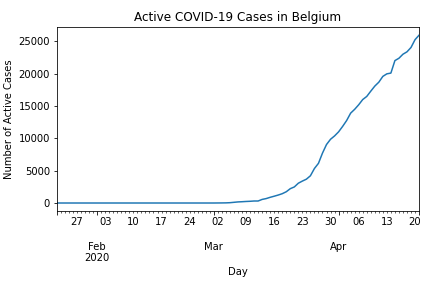 Active COVID-19 Cases in Belgium
25000
20000
15000
10000
5000
0
Number of Active Cases
27 03 10 17 24 02 09 16 23 30 06 13 20
Feb Mar Apr
2020
Day